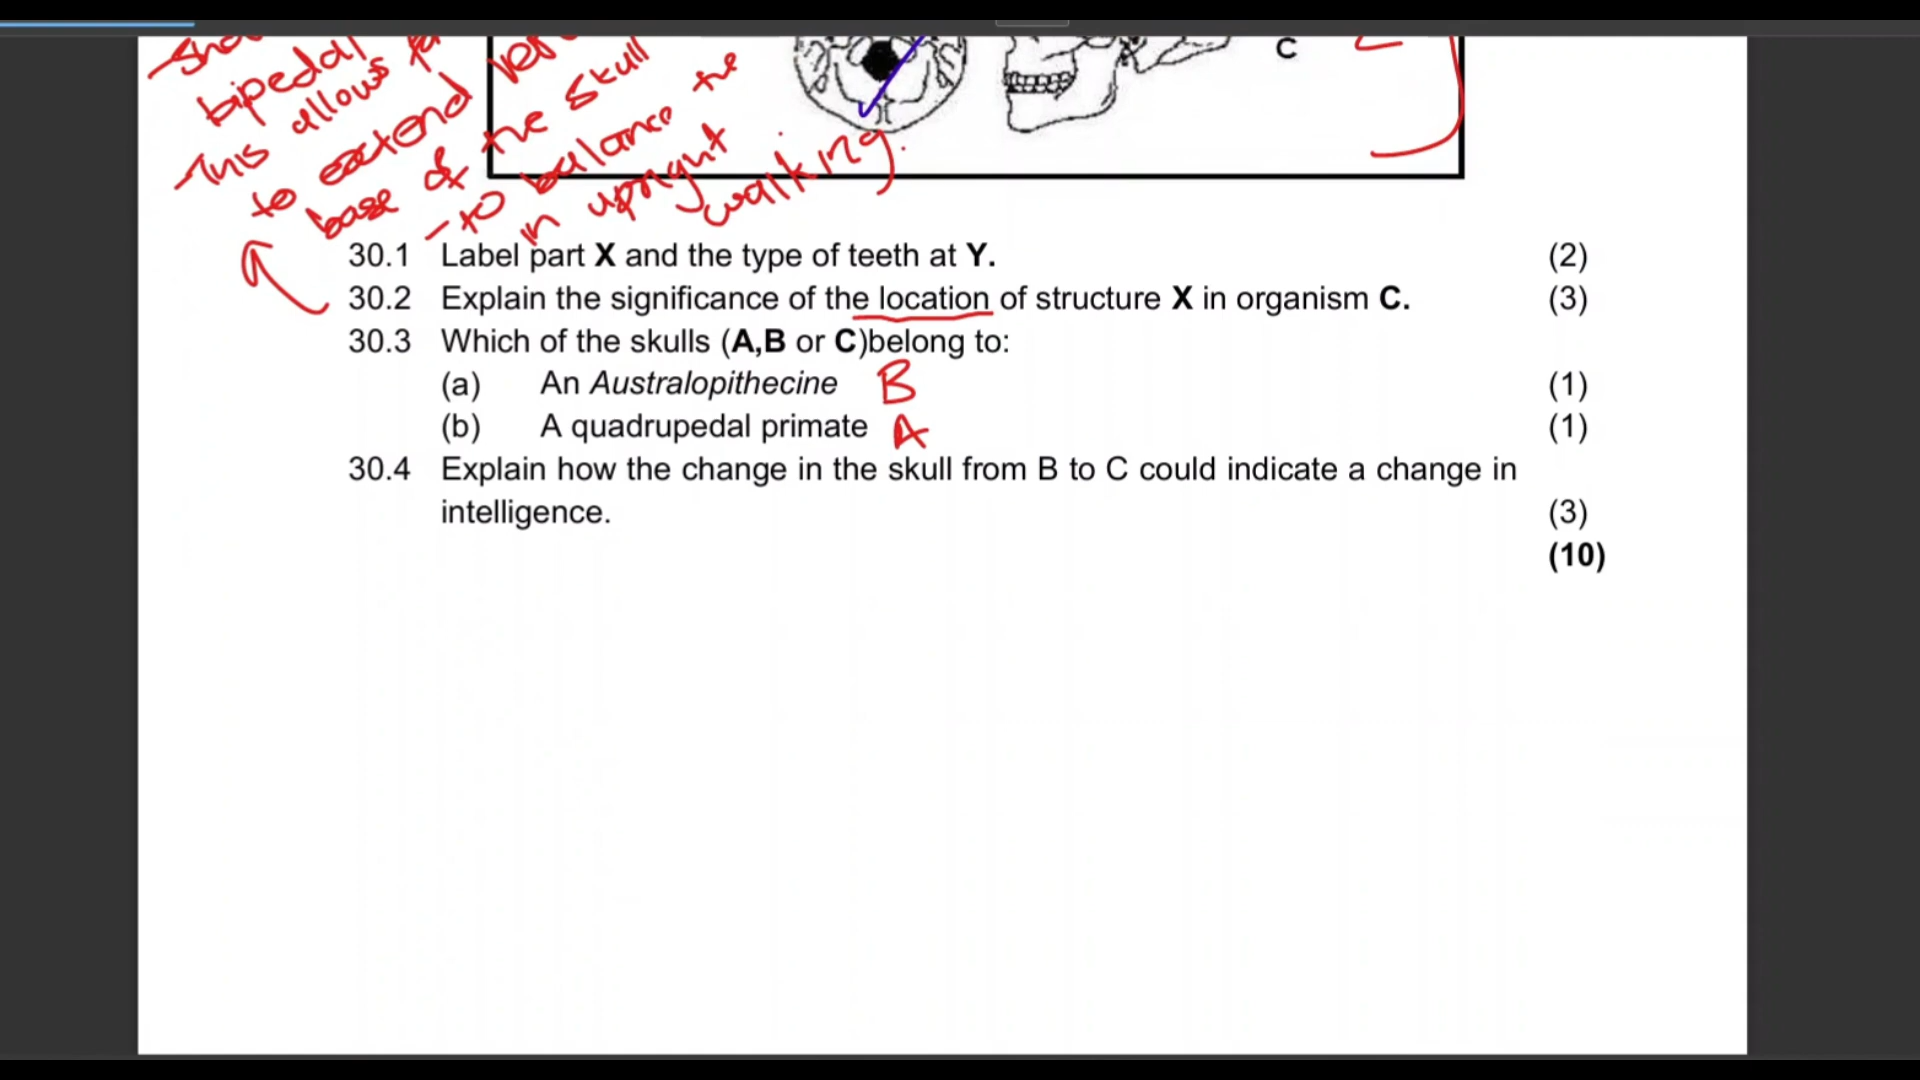 bipedal
This allows
to extend
base of the skull
- to balance the
in upright
walking.
C
30.1 Label part X and the type of teeth at Y. (2)
30.2 Explain the significance of the location of structure X in organism C. (3)
30.3 Which of the skulls (A,B or C)belong to:
(a) An Australopithecine B (1)
(b) A quadrupedal primate A (1)
30.4 Explain how the change in the skull from B to C could indicate a change in
intelligence. (3)
(10)